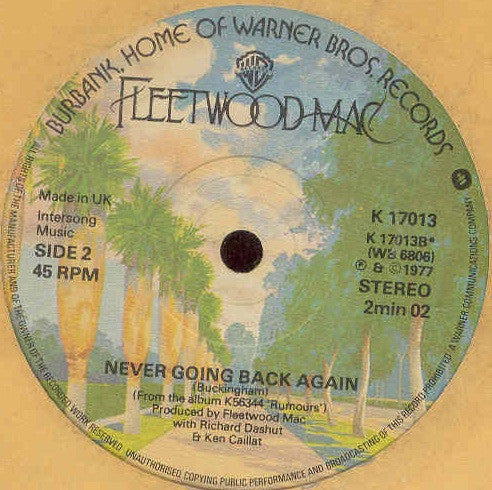 BURBANK, HOME OF WARNER BROS. RECORDS
FLEETWOOD MAC
Made in UK
Intersong
Music
SIDE 2
45 RPM
K 17013
K 17013B*
(WS 6806)
℗ & © 1977
STEREO
2min 02
NEVER GOING BACK AGAIN
(Buckingham)
(From the album K56344 'Rumours')
Produced by Fleetwood Mac
with Richard Dashut
& Ken Caillat
ALL RIGHTS OF THE MANUFACTURER AND OF THE OWNER OF THE RECORDED WORK RESERVED UNAUTHORISED COPYING PUBLIC PERFORMANCE AND BROADCASTING OF THIS RECORD PROHIBITED
A WARNER COMMUNICATIONS COMPANY